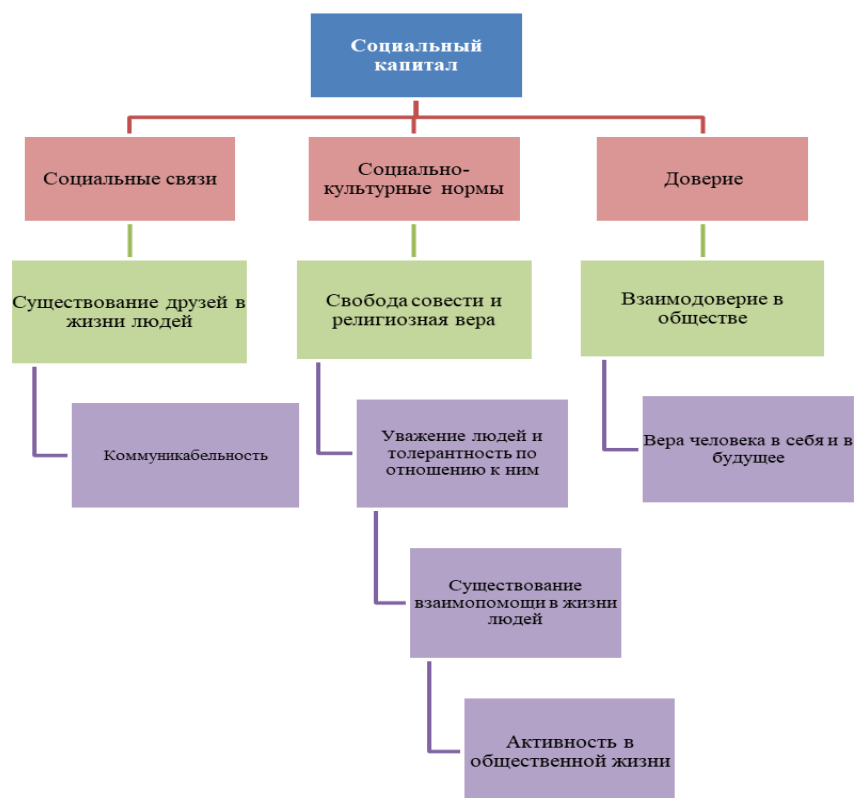 Социальный
капитал
Социальные связи
Социально-
культурные нормы
Доверие
Существование друзей в
жизни людей
Свобода совести и
религиозная вера
Взаимодоверие в
обществе
Коммуникабельность
Уважение людей и
толерантность по
отношению к ним
Вера человека в себя и в
будущее
Существование
взаимопомощи в жизни
людей
Активность в
общественной жизни